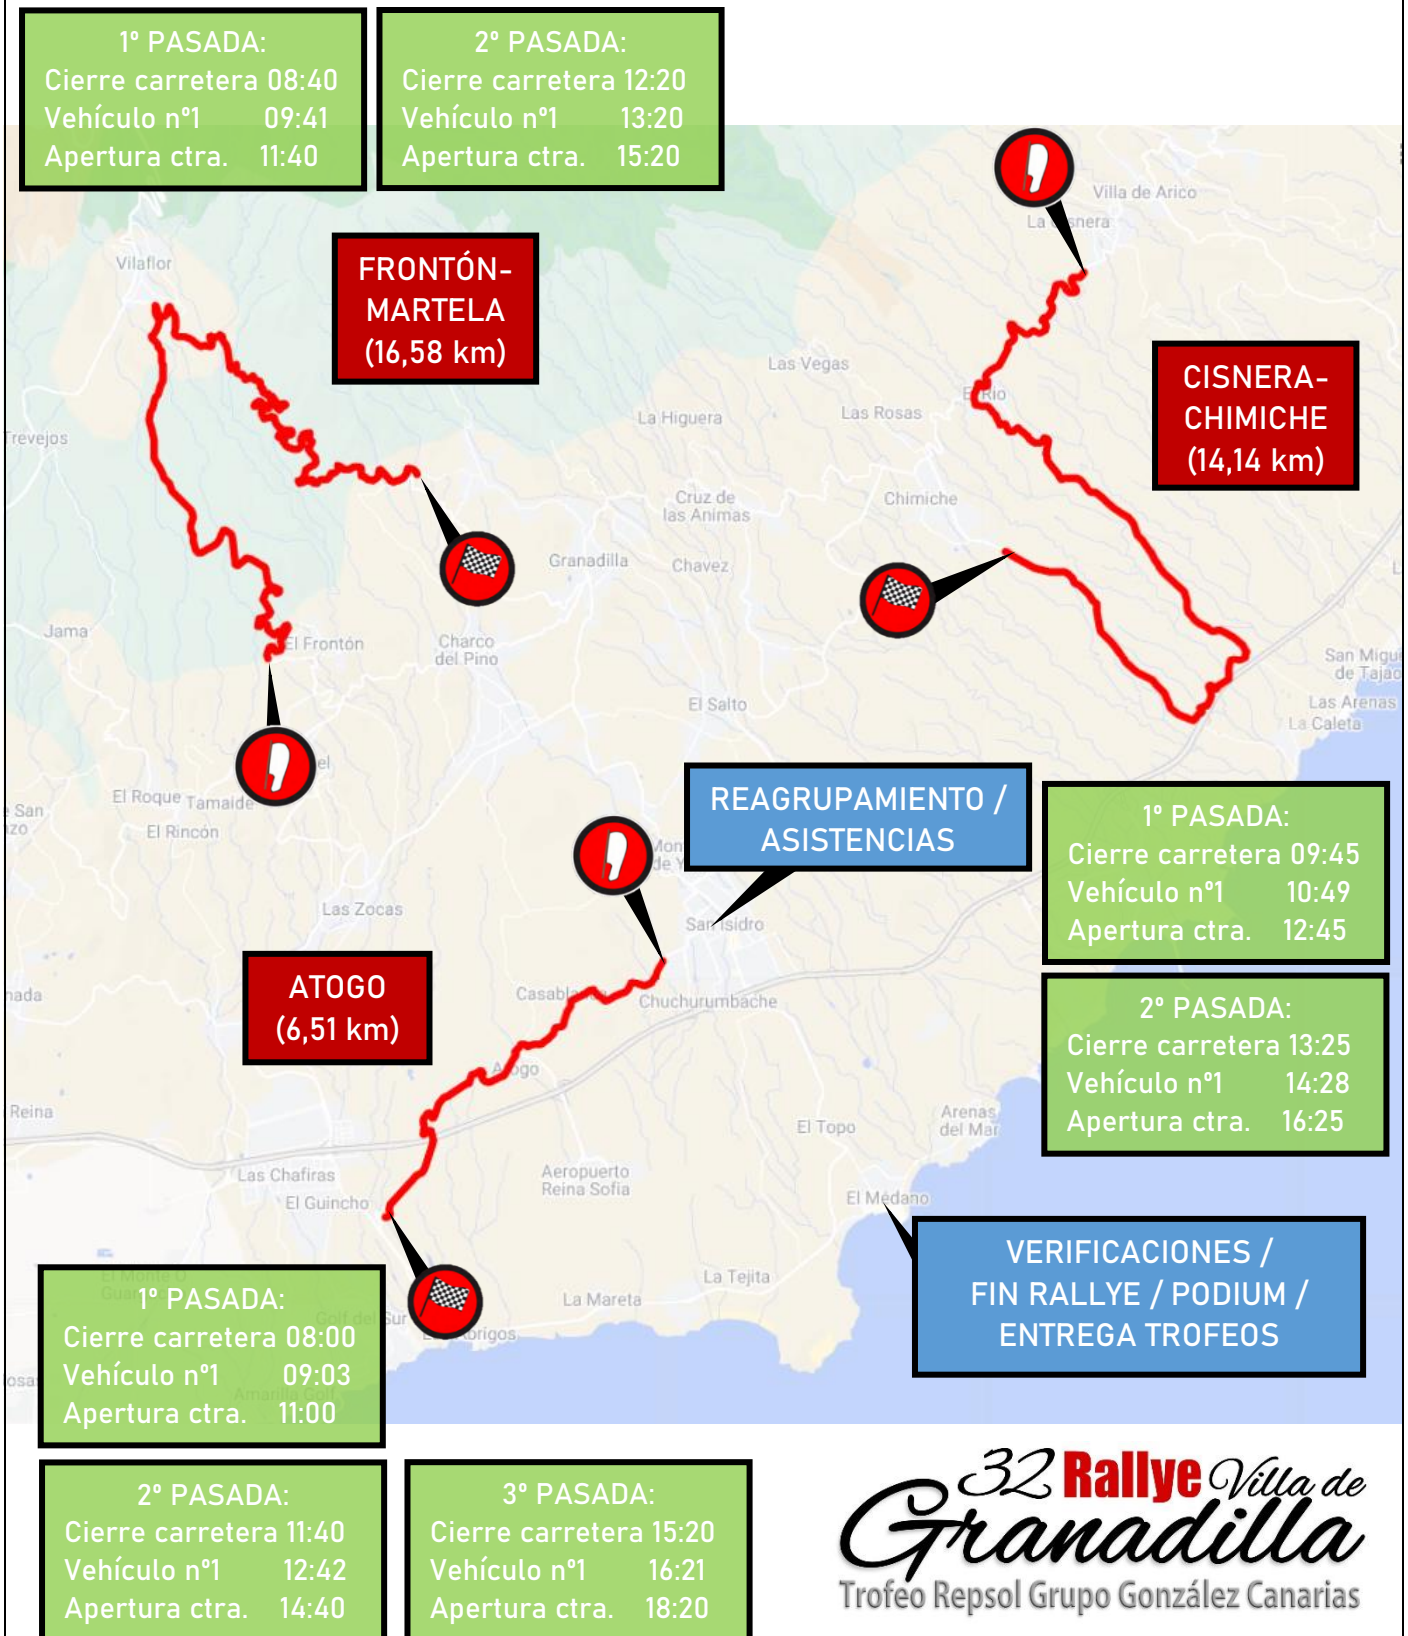 1º PASADA:
Cierre carretera 08:40
Vehículo nº1 09:41
Apertura ctra. 11:40
2º PASADA:
Cierre carretera 12:20
Vehículo nº1 13:20
Apertura ctra. 15:20
Villa de Arico
Vilaflor
FRONTÓN-
MARTELA
(16,58 km)
CISNERA-
CHIMICHE
(14,14 km)
Las Vegas
La Higuera
Las Rosas
El Río
Trevejos
Cruz de
las Animas
Chimiche
Granadilla
Chavez
Jama
El Frontón
Charco
del Pino
San Migu
de Tajao
Las Arenas
La Caleta
El Salto
El Roque
Tamaide
El Rincón
REAGRUPAMIENTO /
ASISTENCIAS
1º PASADA:
Cierre carretera 09:45
Vehículo nº1 10:49
Apertura ctra. 12:45
Las Zocas
San Isidro
ATOGO
(6,51 km)
Chuchurumbache
2º PASADA:
Cierre carretera 13:25
Vehículo nº1 14:28
Apertura ctra. 16:25
Reina
El Topo
Arenas
del Mar
Las Chafiras
El Guincho
Aeropuerto
Reina Sofia
El Médano
VERIFICACIONES /
FIN RALLYE / PODIUM /
ENTREGA TROFEOS
La Tejita
La Mareta
Golf del Sur
1º PASADA:
Cierre carretera 08:00
Vehículo nº1 09:03
Apertura ctra. 11:00
2º PASADA:
Cierre carretera 11:40
Vehículo nº1 12:42
Apertura ctra. 14:40
3º PASADA:
Cierre carretera 15:20
Vehículo nº1 16:21
Apertura ctra. 18:20
32 Rallye Villa de
Granadilla
Trofeo Repsol Grupo González Canarias